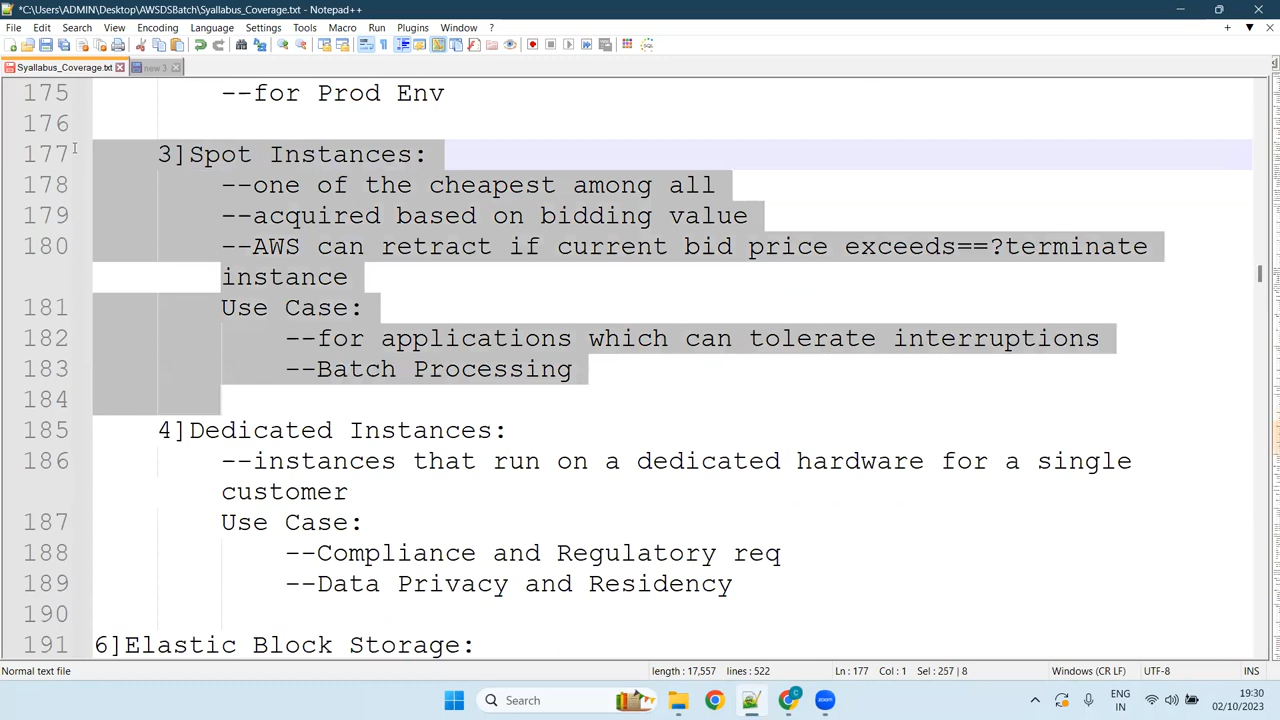 *C:\Users\ADMIN\Desktop\AWSDSBatch\Syallabus_Coverage.txt - Notepad++
File Edit Search View Encoding Language Settings Tools Macro Run Plugins Window ?
Syallabus_Coverage.txt new 3
175 --for Prod Env
176
177 3]Spot Instances:
178 --one of the cheapest among all
179 --acquired based on bidding value
180 --AWS can retract if current bid price exceeds==?terminate
instance
181 Use Case:
182 --for applications which can tolerate interruptions
183 --Batch Processing
184
185 4]Dedicated Instances:
186 --instances that run on a dedicated hardware for a single
customer
187 Use Case:
188 --Compliance and Regulatory req
189 --Data Privacy and Residency
190
191 6]Elastic Block Storage:
Normal text file length : 17,557 lines : 522 Ln : 177 Col : 1 Sel : 257 | 8 Windows (CR LF) UTF-8 INS
Search ENG 19:30
IN 02/10/2023